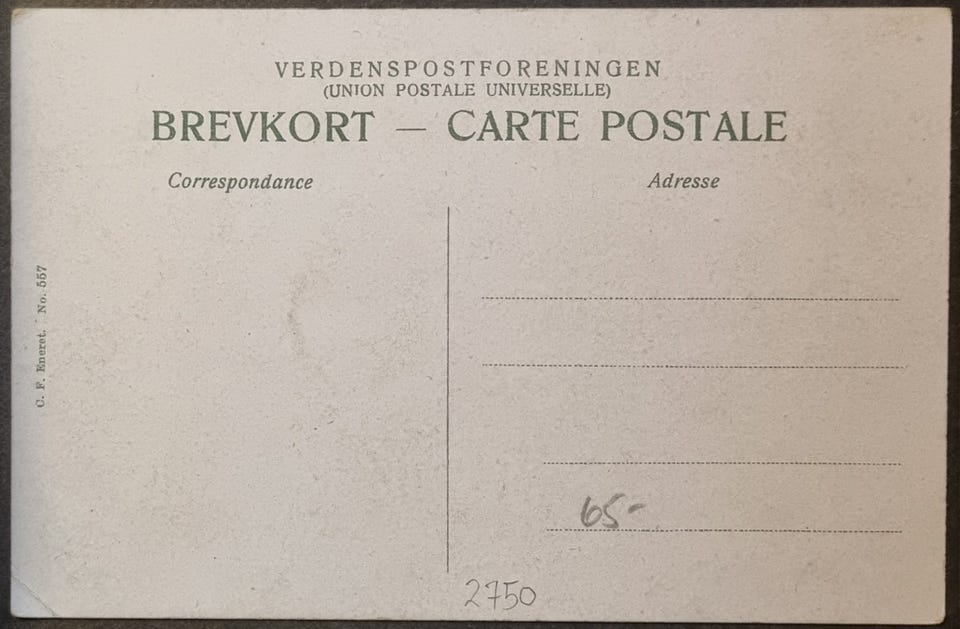 VERDENSPOSTFORENINGEN
(UNION POSTALE UNIVERSELLE)
BREVKORT — CARTE POSTALE
Correspondance
Adresse
C. F. Eneret. No. 557
65-
2750